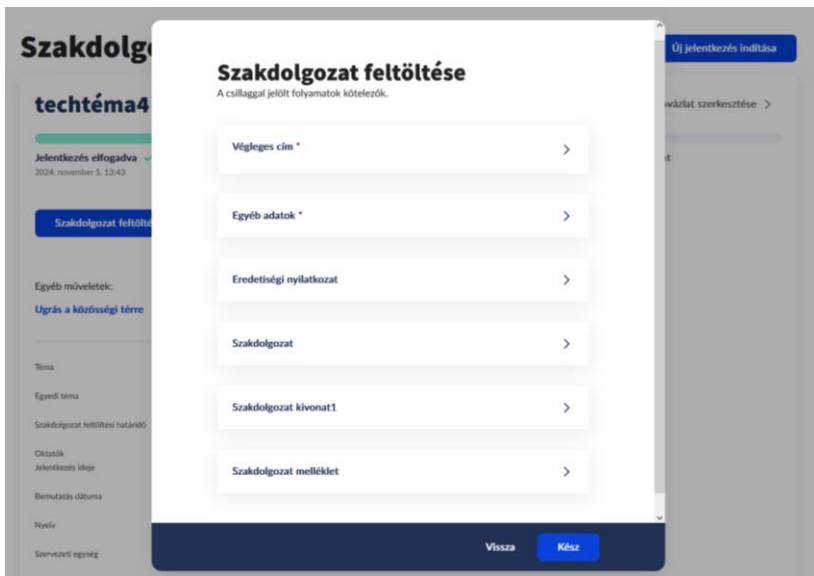 Szakdolg
Új jelentkezés indítása
techtéma4
vázlat szerkesztése
Jelentkezés elfogadva
2024. november 5. 13:43
Szakdolgozat feltölté
Egyéb műveletek:
Ugrás a közösségi térre
Téma
Egyedi téma
Szakdolgozat feltöltési határidő
Oktatók
Jelentkezés ideje
Bemutatás dátuma
Nyelv
Szervezeti egység
Szakdolgozat feltöltése
A csillaggal jelölt folyamatok kötelezők.
Végleges cím *
Egyéb adatok *
Eredetiségi nyilatkozat
Szakdolgozat
Szakdolgozat kivonat1
Szakdolgozat melléklet
Vissza
Kész